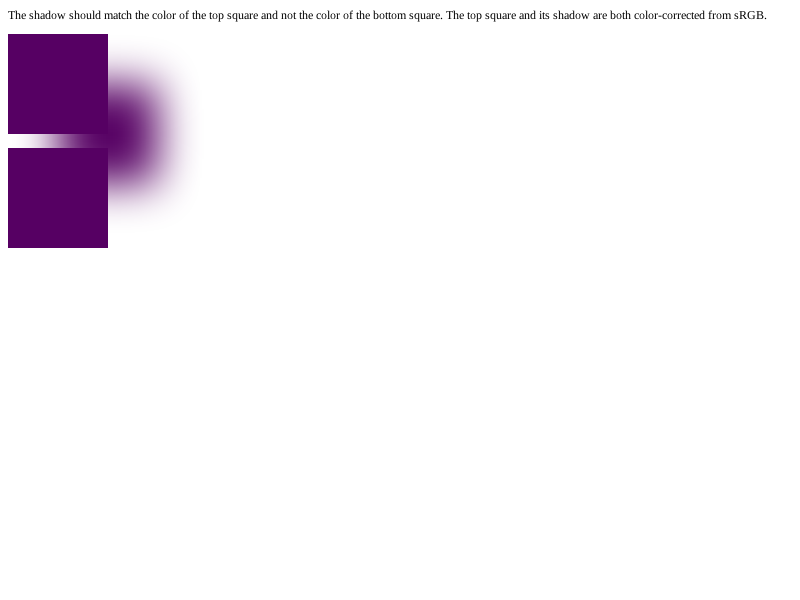 The shadow should match the color of the top square and not the color of the bottom square. The top square and its shadow are both color-corrected from sRGB.